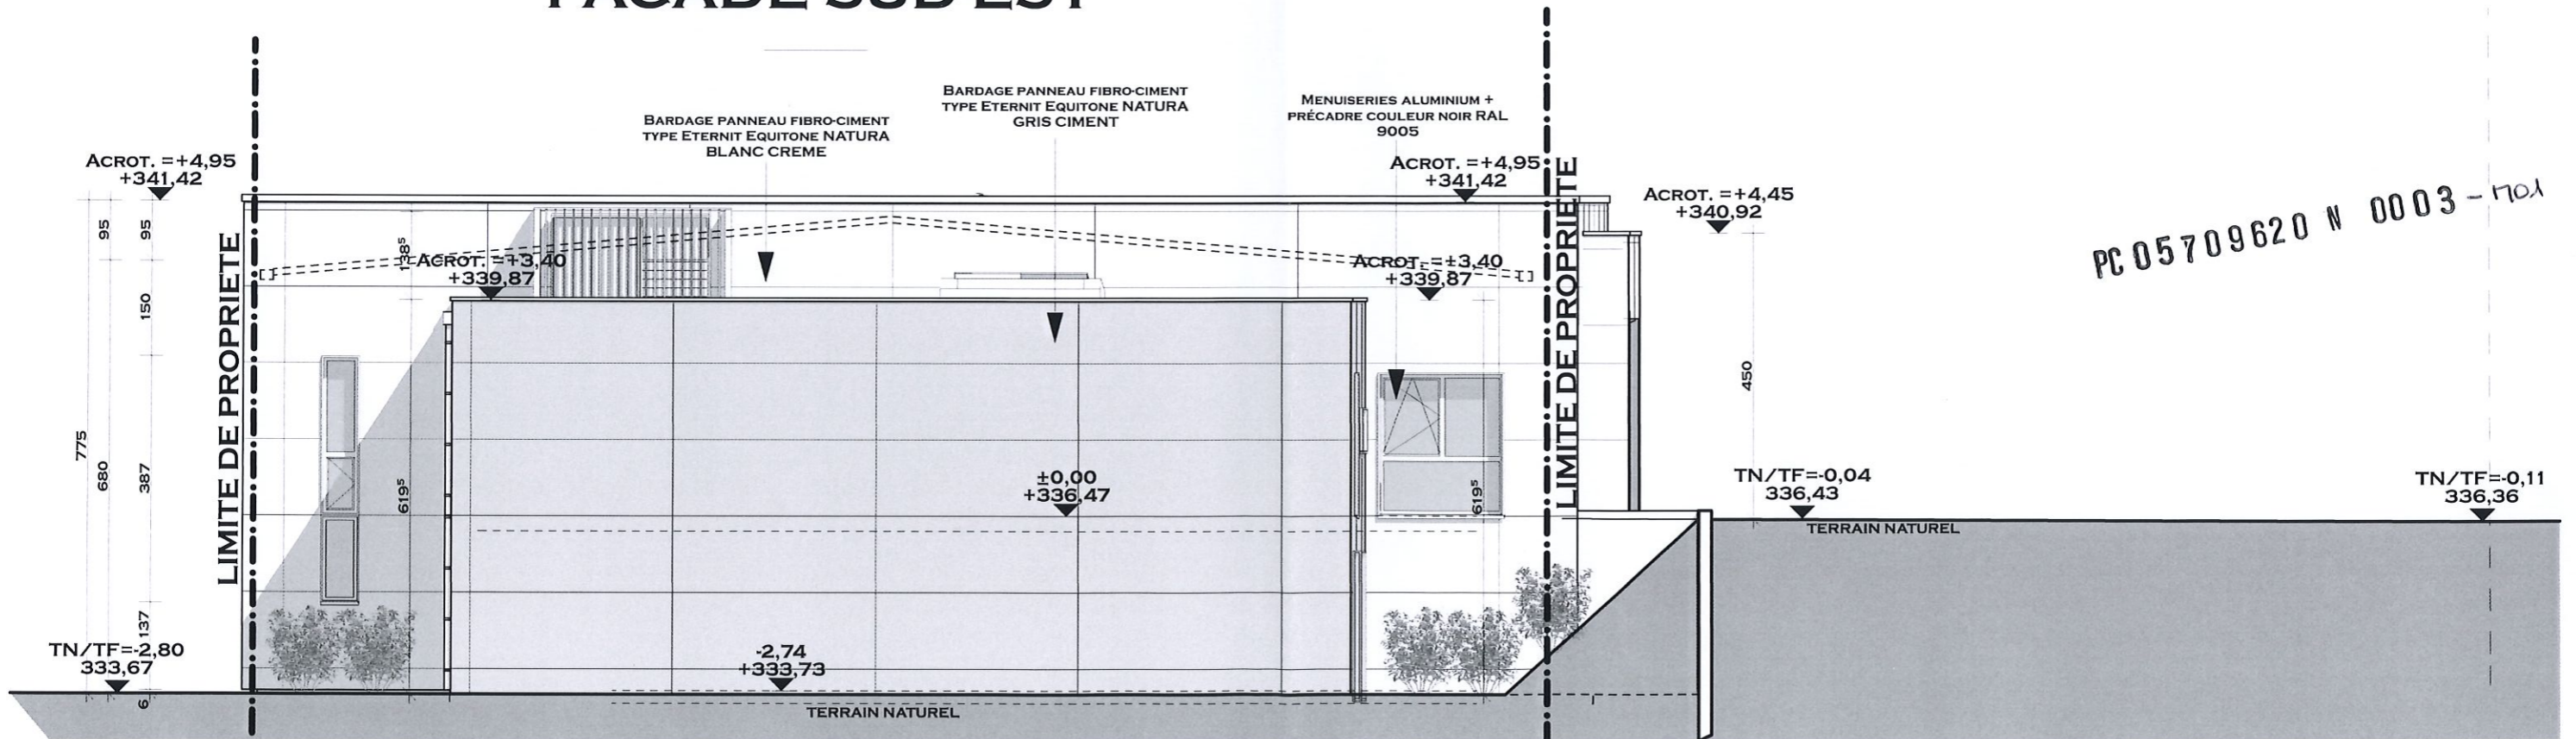 FACADE SUD EST
BARDAGE PANNEAU FIBRO-CIMENT
TYPE ETERNIT EQUITONE NATURA
BLANC CREME
BARDAGE PANNEAU FIBRO-CIMENT
TYPE ETERNIT EQUITONE NATURA
GRIS CIMENT
MENUISERIES ALUMINIUM +
PRÉCADRE COULEUR NOIR RAL
9005
ACROT. =+4,95
+341,42
ACROT. =+4,95
+341,42
ACROT. =+4,45
+340,92
PC 05709620 N 0003 - M01
ACROT. =+3,40
+339,87
ACROT. =±3,40
+339,87
LIMITE DE PROPRIETE
LIMITE DE PROPRIETE
95
95
138⁵
150
775
680
387
619⁵
619⁵
450
137
6
±0,00
+336,47
TN/TF=-0,04
336,43
TERRAIN NATUREL
TN/TF=-0,11
336,36
TN/TF=-2,80
333,67
-2,74
+333,73
TERRAIN NATUREL